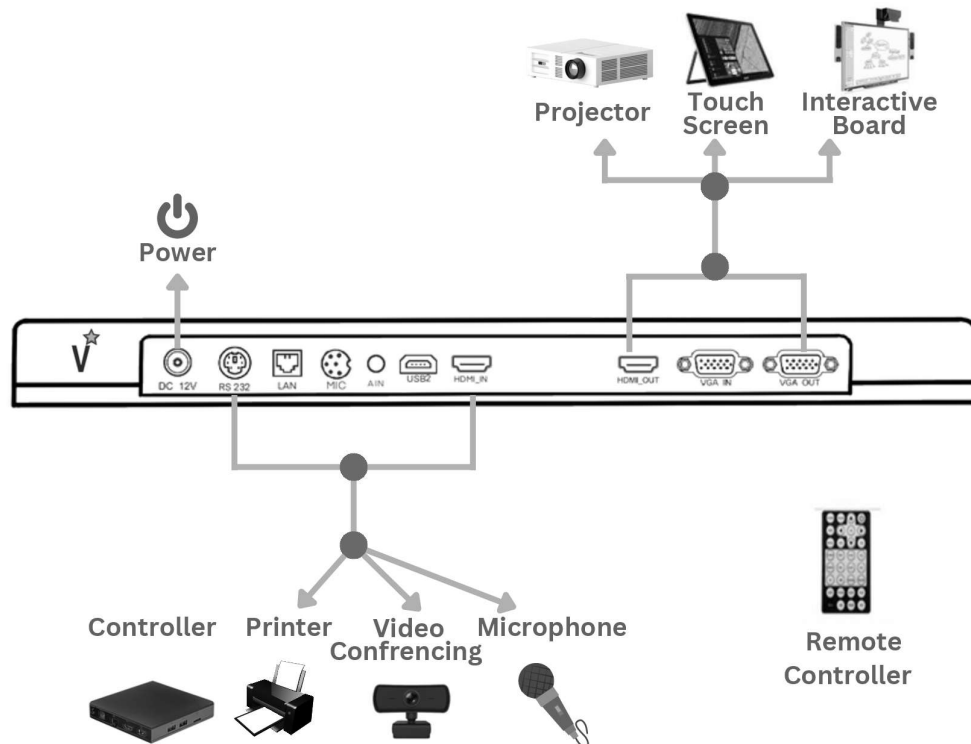 Projector
Touch
Screen
Interactive
Board
Power
V
DC 12V
RS 232
LAN
MIC
AIN
USB2
HDMI_IN
HDMI_OUT
VGA IN
VGA OUT
Controller
Printer
Video
Confrencing
Microphone
Remote
Controller